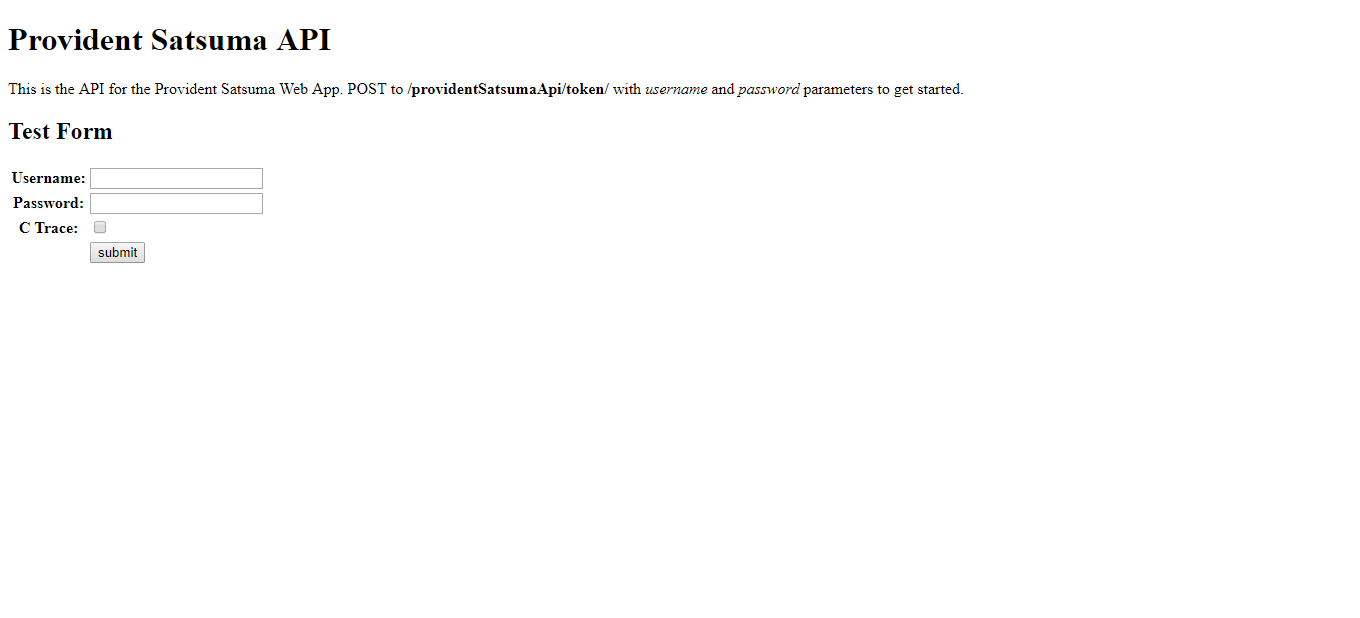 Provident Satsuma API
This is the API for the Provident Satsuma Web App. POST to /providentSatsumaApi/token/ with username and password parameters to get started.
Test Form
Username:
Password:
C Trace:
submit